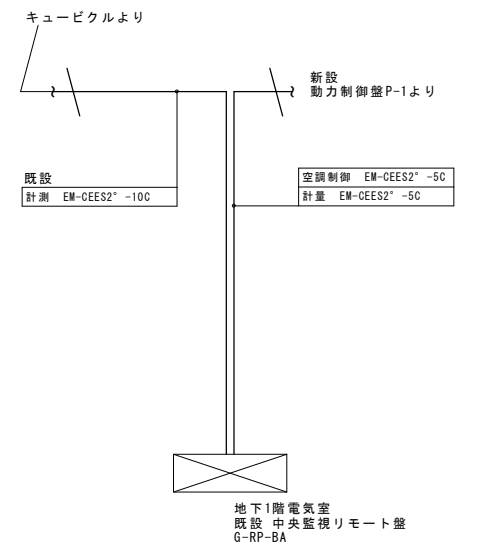 キュービクルより
新設
動力制御盤P-1より
既設
計測 EM-CEES2°-10C
空調制御 EM-CEES2°-5C
計量 EM-CEES2°-5C
地下1階電気室
既設 中央監視リモート盤
G-RP-BA